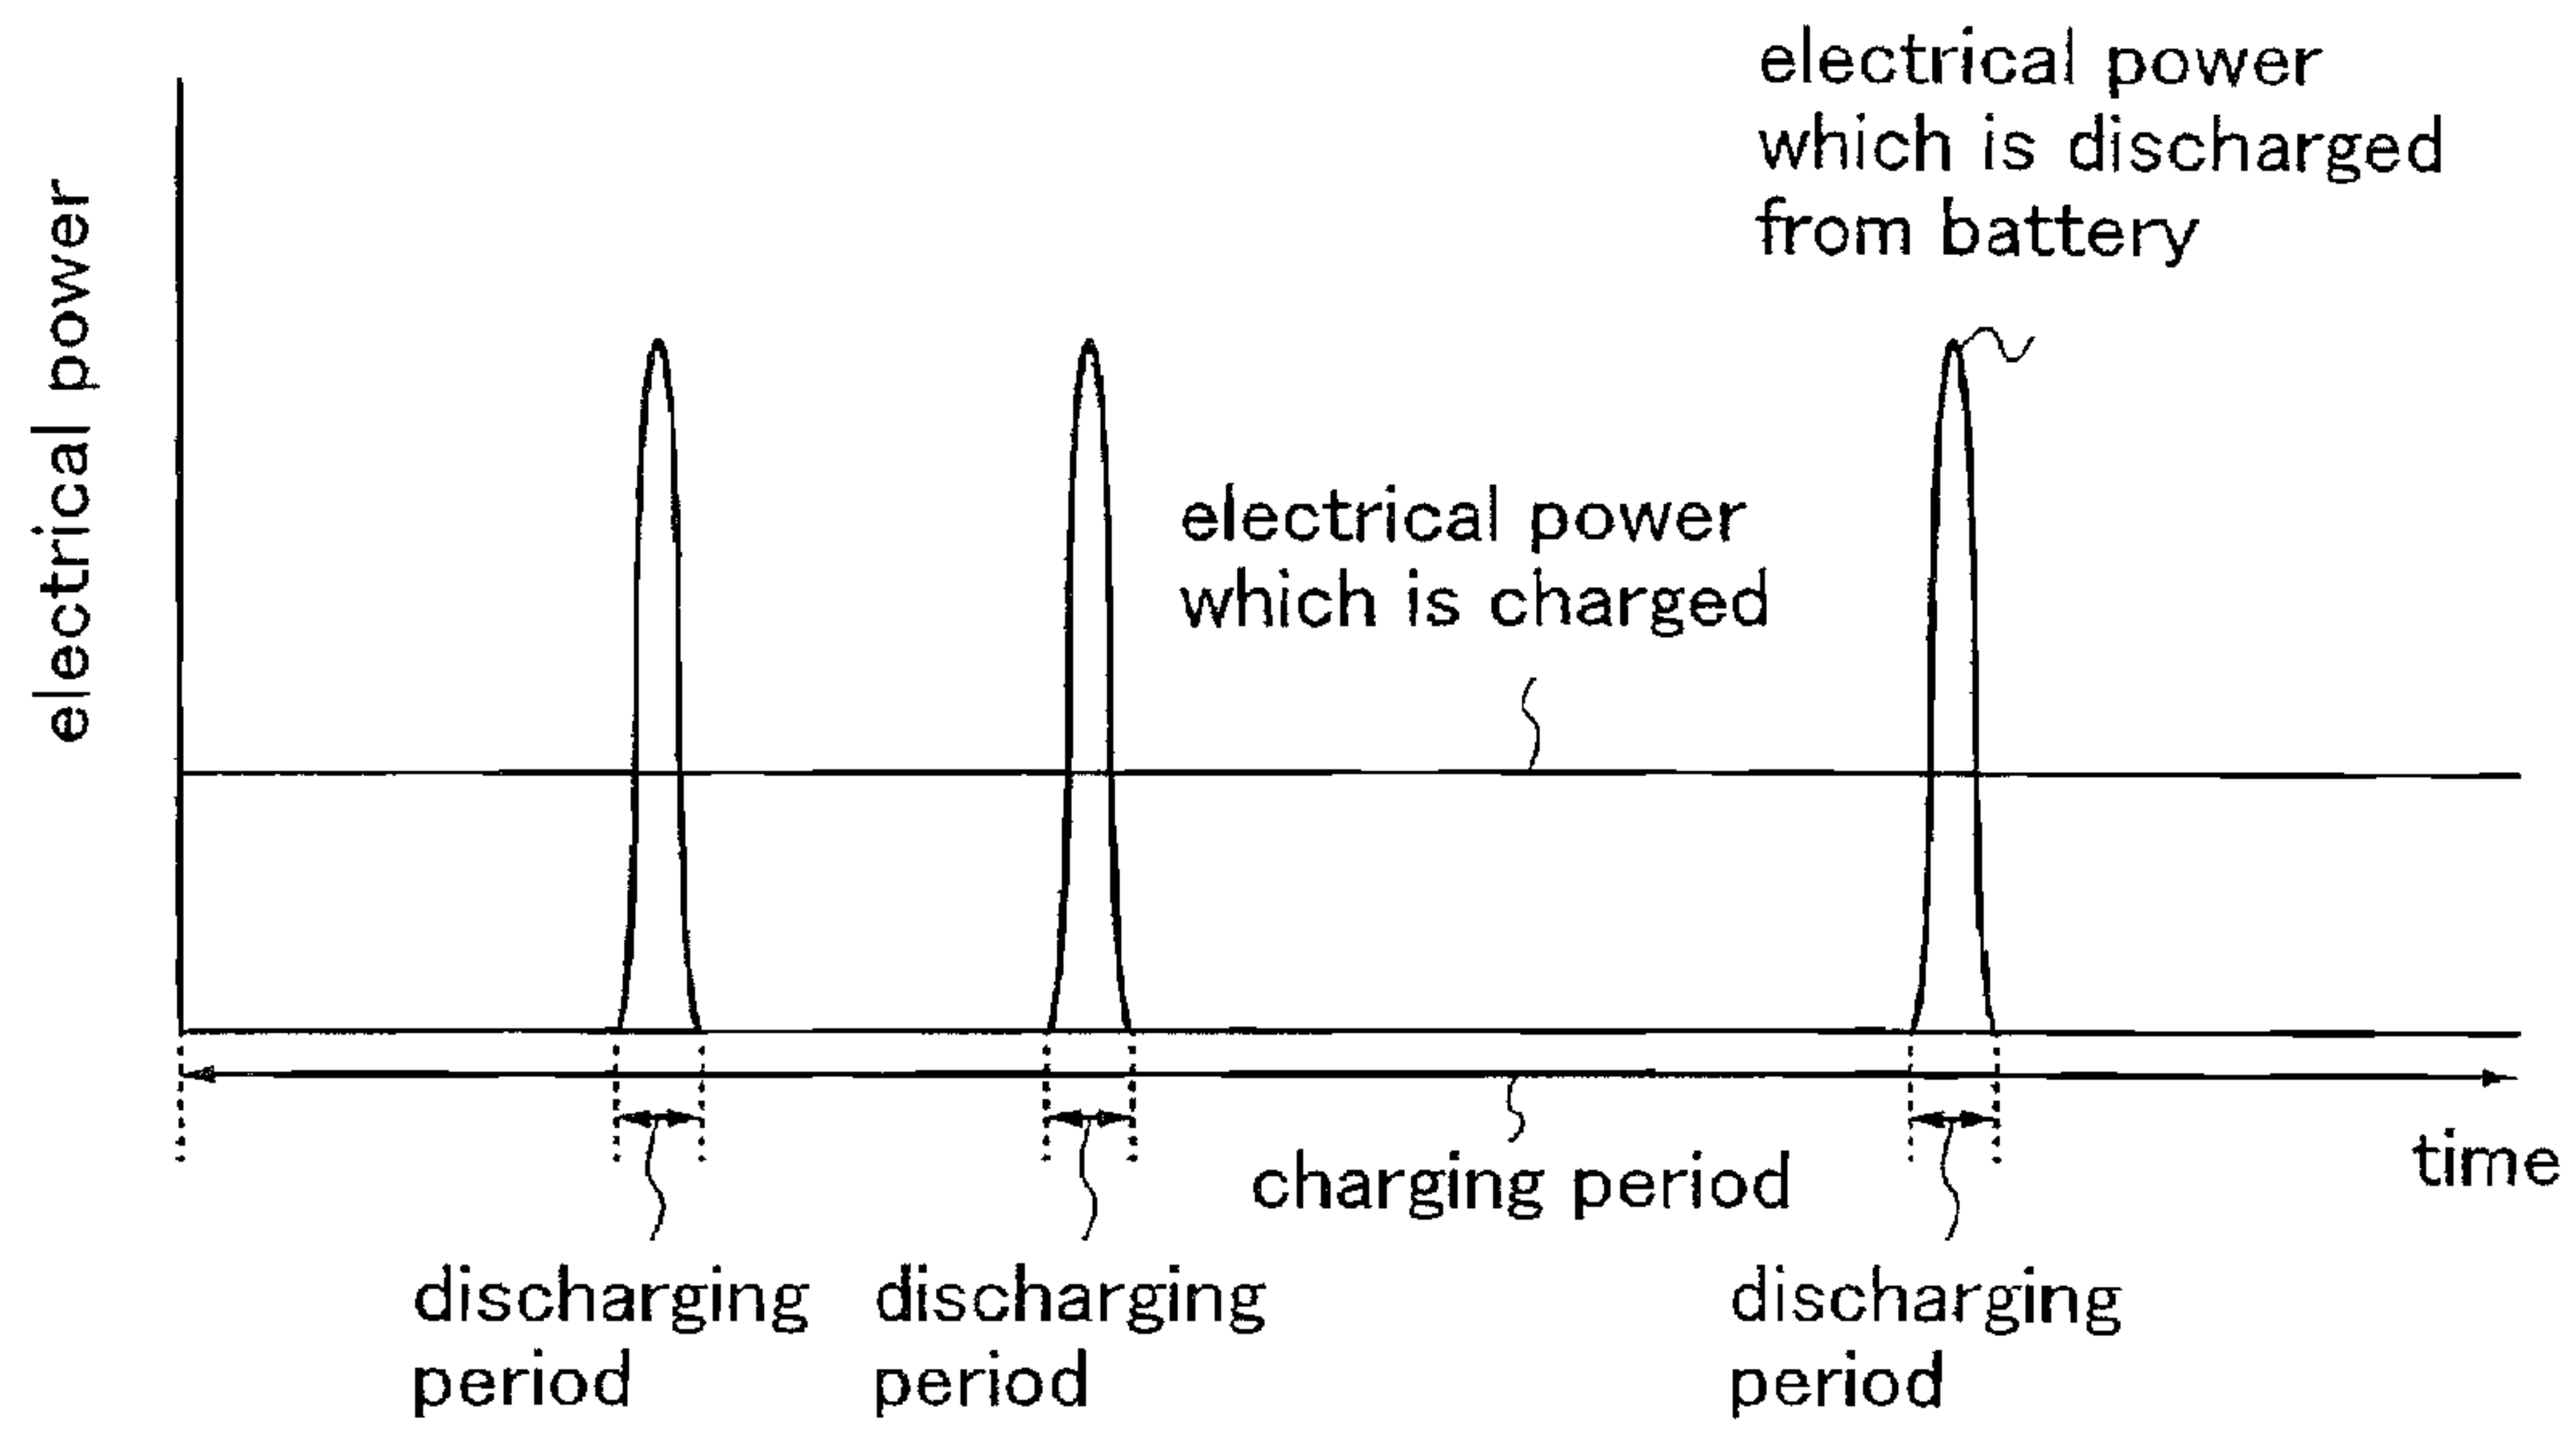 electrical power
which is discharged
from battery
electrical power
electrical power
which is charged
time
charging period
discharging
period
discharging
period
discharging
period